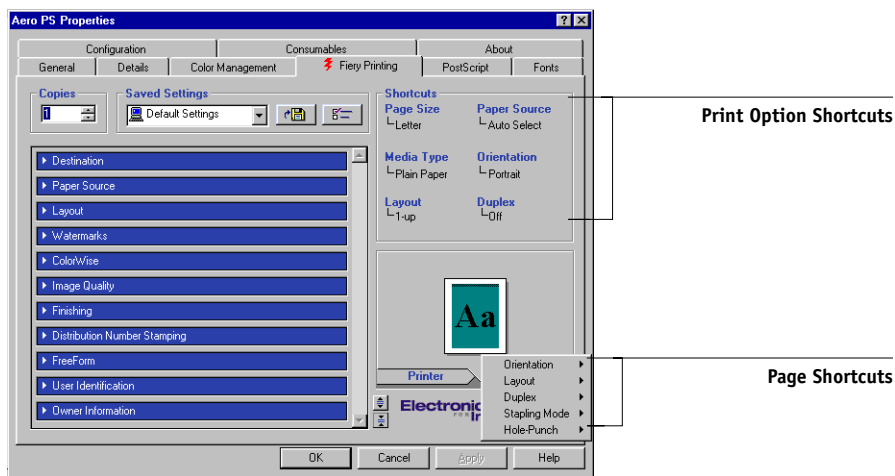 Aero PS Properties
Configuration
Consumables
About
General
Details
Color Management
Fiery Printing
PostScript
Fonts
Copies
1
Saved Settings
Default Settings
Shortcuts
Page Size
Letter
Paper Source
Auto Select
Media Type
Plain Paper
Orientation
Portrait
Layout
1-up
Duplex
Off
Print Option Shortcuts
Destination
Paper Source
Layout
Watermarks
ColorWise
Image Quality
Finishing
Distribution Number Stamping
FreeForm
User Identification
Owner Information
Aa
Printer
Orientation
Layout
Duplex
Stapling Mode
Hole-Punch
Page Shortcuts
OK
Cancel
Apply
Help